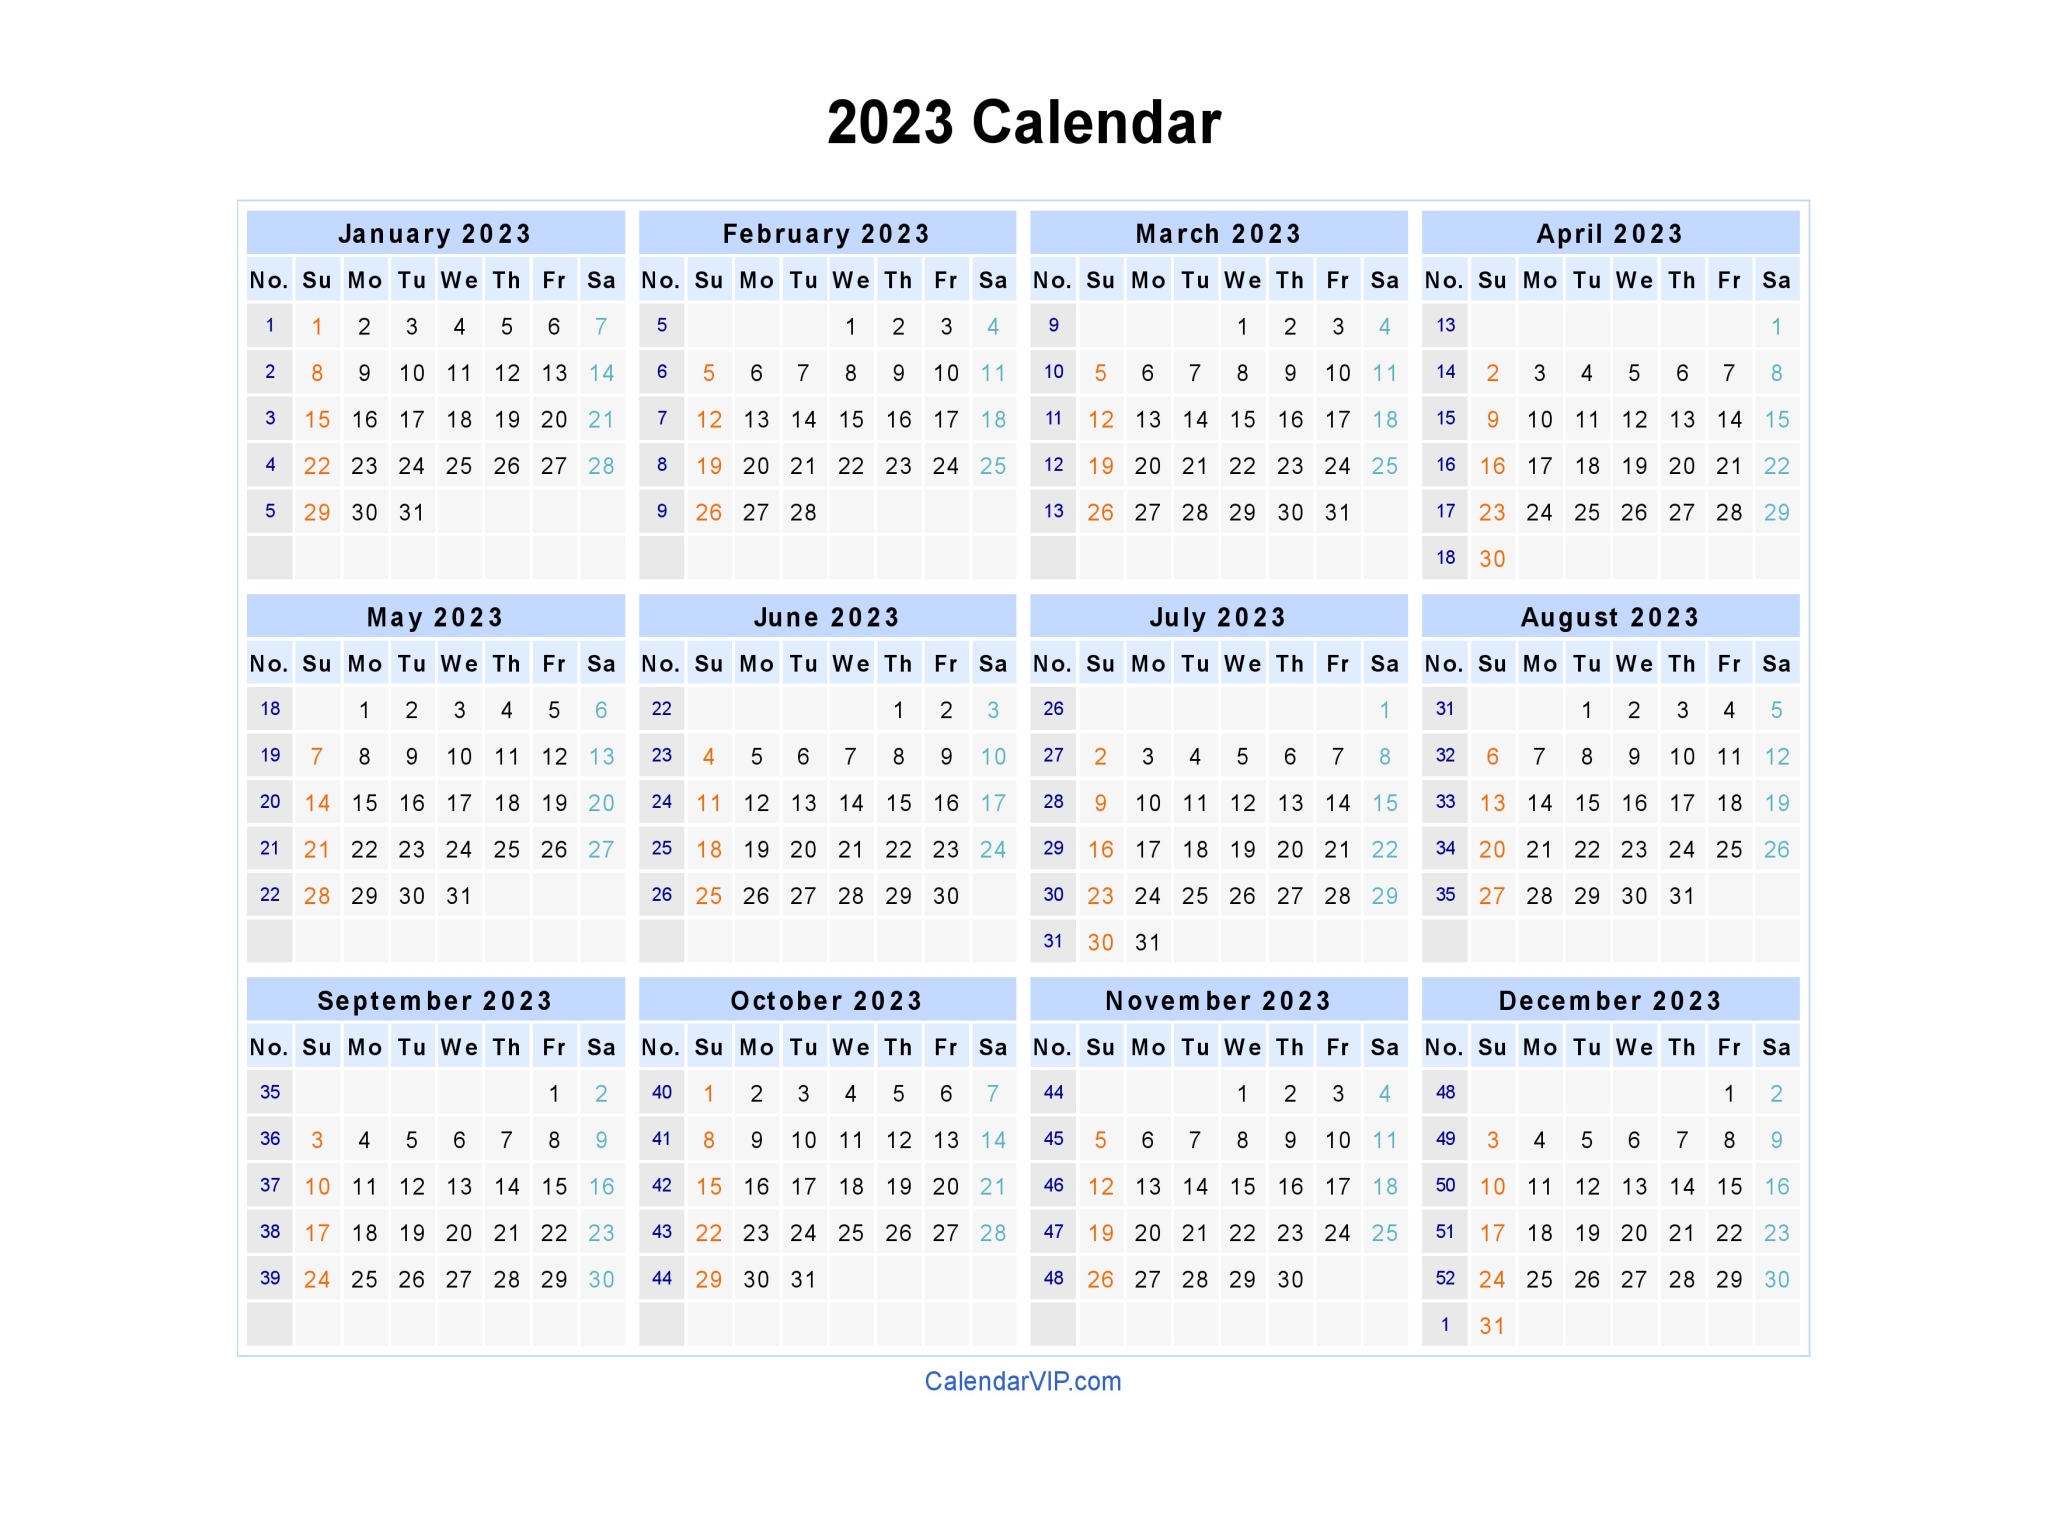 2023 Calendar
January 2023
No. Su Mo Tu We Th Fr Sa
1 1 2 3 4 5 6 7
2 8 9 10 11 12 13 14
3 15 16 17 18 19 20 21
4 22 23 24 25 26 27 28
5 29 30 31
February 2023
No. Su Mo Tu We Th Fr Sa
5 1 2 3 4
6 5 6 7 8 9 10 11
7 12 13 14 15 16 17 18
8 19 20 21 22 23 24 25
9 26 27 28
March 2023
No. Su Mo Tu We Th Fr Sa
9 1 2 3 4
10 5 6 7 8 9 10 11
11 12 13 14 15 16 17 18
12 19 20 21 22 23 24 25
13 26 27 28 29 30 31
April 2023
No. Su Mo Tu We Th Fr Sa
13 1
14 2 3 4 5 6 7 8
15 9 10 11 12 13 14 15
16 16 17 18 19 20 21 22
17 23 24 25 26 27 28 29
18 30
May 2023
No. Su Mo Tu We Th Fr Sa
18 1 2 3 4 5 6
19 7 8 9 10 11 12 13
20 14 15 16 17 18 19 20
21 21 22 23 24 25 26 27
22 28 29 30 31
June 2023
No. Su Mo Tu We Th Fr Sa
22 1 2 3
23 4 5 6 7 8 9 10
24 11 12 13 14 15 16 17
25 18 19 20 21 22 23 24
26 25 26 27 28 29 30
July 2023
No. Su Mo Tu We Th Fr Sa
26 1
27 2 3 4 5 6 7 8
28 9 10 11 12 13 14 15
29 16 17 18 19 20 21 22
30 23 24 25 26 27 28 29
31 30 31
August 2023
No. Su Mo Tu We Th Fr Sa
31 1 2 3 4 5
32 6 7 8 9 10 11 12
33 13 14 15 16 17 18 19
34 20 21 22 23 24 25 26
35 27 28 29 30 31
September 2023
No. Su Mo Tu We Th Fr Sa
35 1 2
36 3 4 5 6 7 8 9
37 10 11 12 13 14 15 16
38 17 18 19 20 21 22 23
39 24 25 26 27 28 29 30
October 2023
No. Su Mo Tu We Th Fr Sa
40 1 2 3 4 5 6 7
41 8 9 10 11 12 13 14
42 15 16 17 18 19 20 21
43 22 23 24 25 26 27 28
44 29 30 31
November 2023
No. Su Mo Tu We Th Fr Sa
44 1 2 3 4
45 5 6 7 8 9 10 11
46 12 13 14 15 16 17 18
47 19 20 21 22 23 24 25
48 26 27 28 29 30
December 2023
No. Su Mo Tu We Th Fr Sa
48 1 2
49 3 4 5 6 7 8 9
50 10 11 12 13 14 15 16
51 17 18 19 20 21 22 23
52 24 25 26 27 28 29 30
1 31
CalendarVIP.com